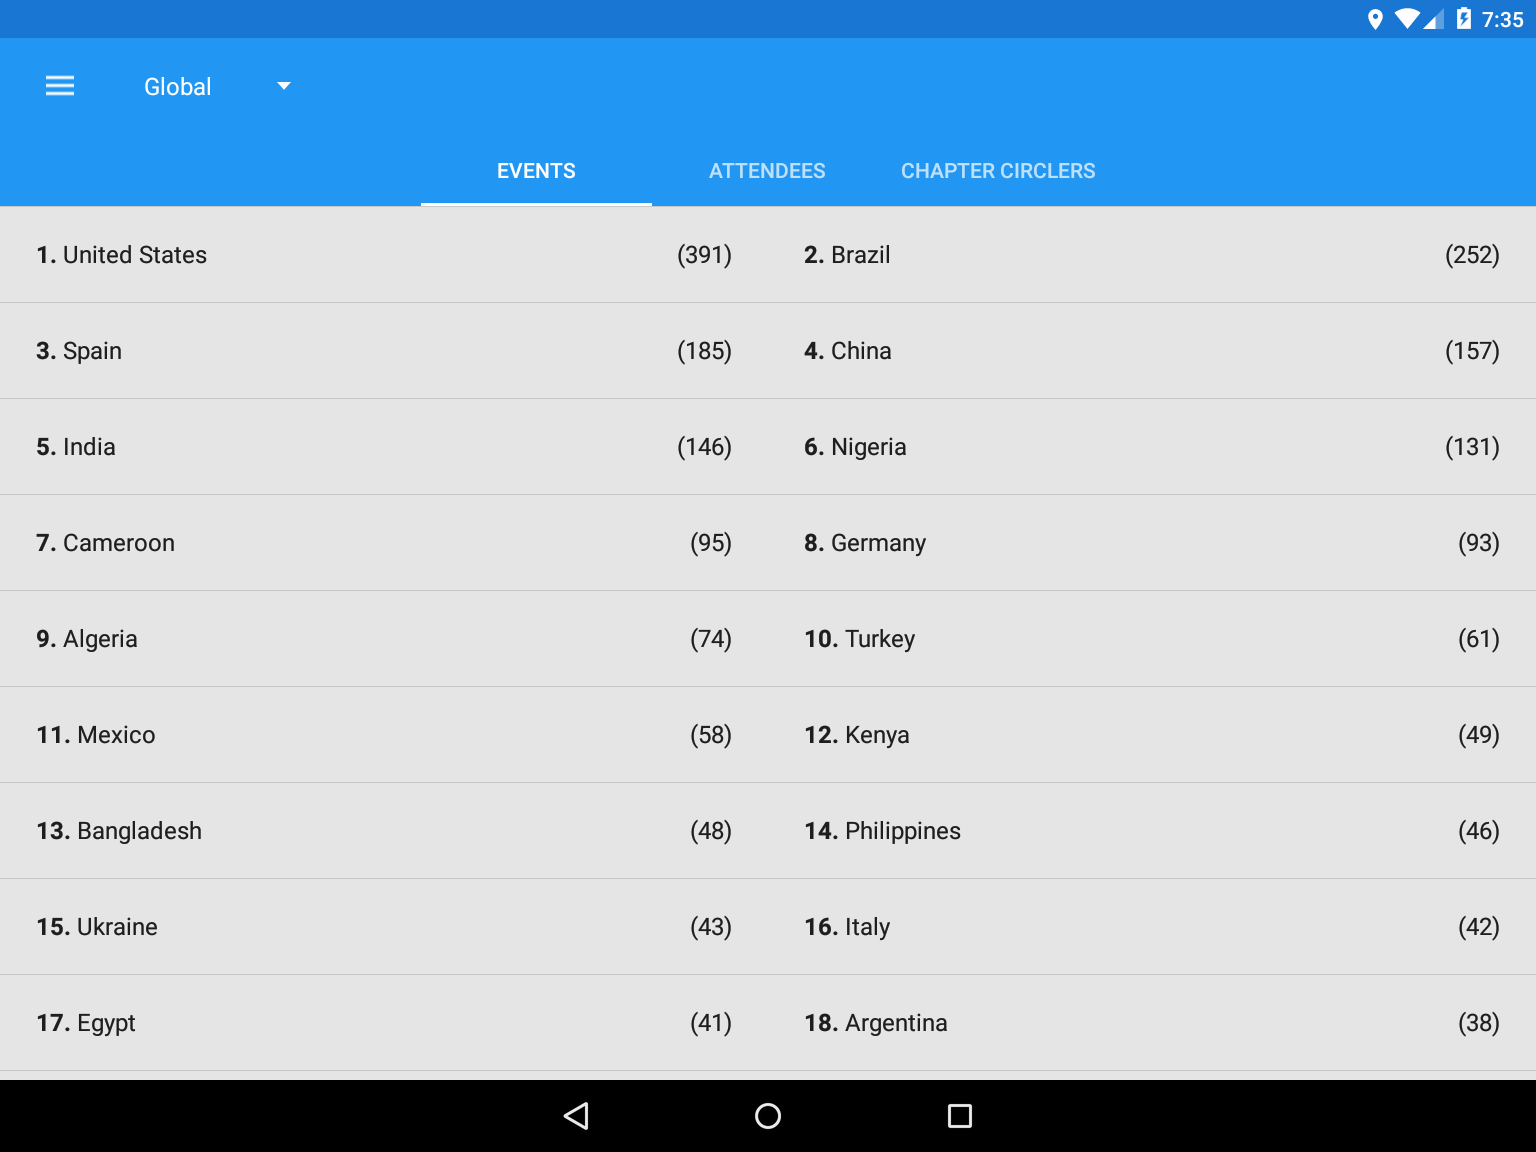 7:35
Global
EVENTS ATTENDEES CHAPTER CIRCLERS
1. United States (391) 2. Brazil (252)
3. Spain (185) 4. China (157)
5. India (146) 6. Nigeria (131)
7. Cameroon (95) 8. Germany (93)
9. Algeria (74) 10. Turkey (61)
11. Mexico (58) 12. Kenya (49)
13. Bangladesh (48) 14. Philippines (46)
15. Ukraine (43) 16. Italy (42)
17. Egypt (41) 18. Argentina (38)